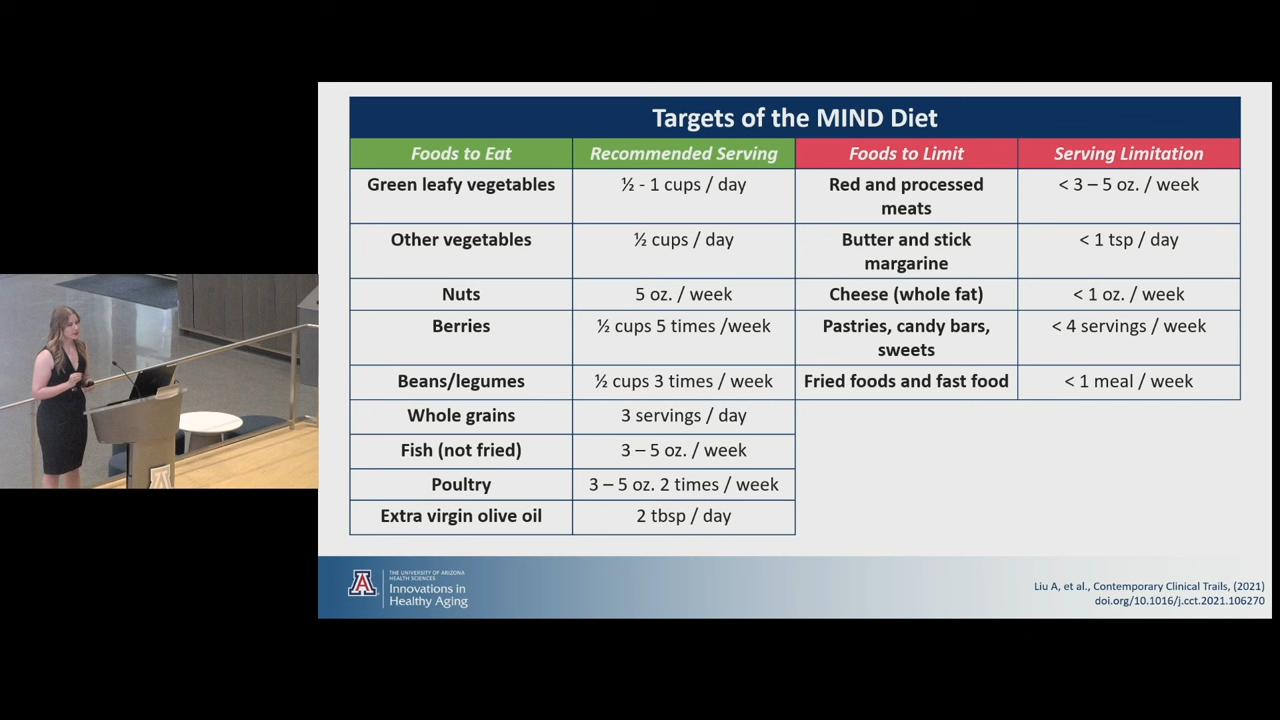 Targets of the MIND Diet
Foods to Eat Recommended Serving Foods to Limit Serving Limitation
Green leafy vegetables ½ - 1 cups / day Red and processed < 3 – 5 oz. / week
meats
Other vegetables ½ cups / day Butter and stick < 1 tsp / day
margarine
Nuts 5 oz. / week Cheese (whole fat) < 1 oz. / week
Berries ½ cups 5 times /week Pastries, candy bars, < 4 servings / week
sweets
Beans/legumes ½ cups 3 times / week Fried foods and fast food < 1 meal / week
Whole grains 3 servings / day
Fish (not fried) 3 – 5 oz. / week
Poultry 3 – 5 oz. 2 times / week
Extra virgin olive oil 2 tbsp / day
A
THE UNIVERSITY OF ARIZONA
HEALTH SCIENCES
Innovations in
Healthy Aging
Liu A, et al., Contemporary Clinical Trails, (2021)
doi.org/10.1016/j.cct.2021.106270
A